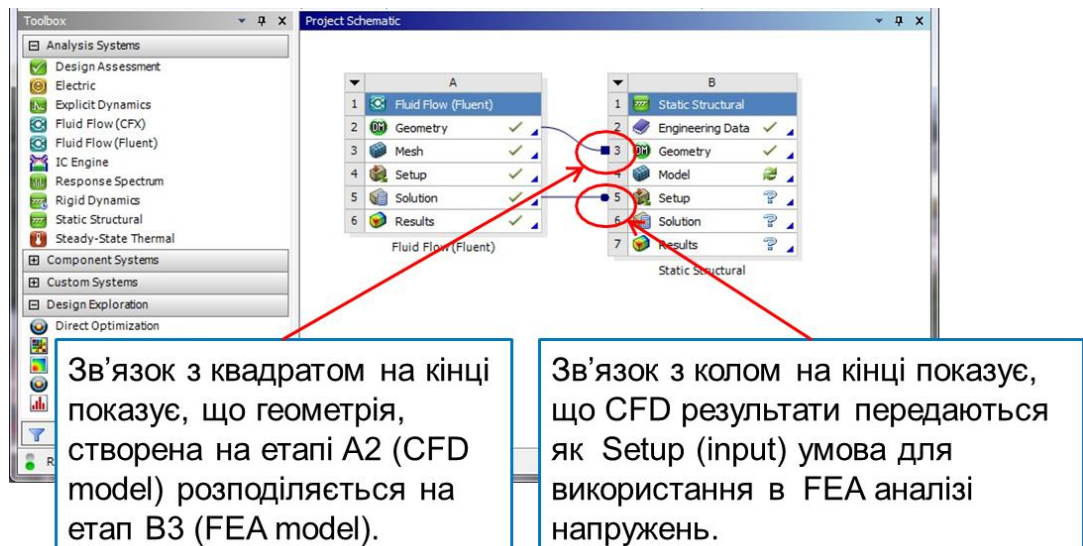 Toolbox
Project Schematic
Analysis Systems
Design Assessment
Electric
Explicit Dynamics
Fluid Flow (CFX)
Fluid Flow (Fluent)
IC Engine
Response Spectrum
Rigid Dynamics
Static Structural
Steady-State Thermal
Component Systems
Custom Systems
Design Exploration
Direct Optimization
A
1 Fluid Flow (Fluent)
2 Geometry
3 Mesh
4 Setup
5 Solution
6 Results
Fluid Flow (Fluent)
B
1 Static Structural
2 Engineering Data
3 Geometry
4 Model
5 Setup
6 Solution
7 Results
Static Structural
Зв’язок з квадратом на кінці
показує, що геометрія,
створена на етапі A2 (CFD
model) розподіляється на
етап B3 (FEA model).
Зв’язок з колом на кінці показує,
що CFD результати передаються
як Setup (input) умова для
використання в FEA аналізі
напружень.